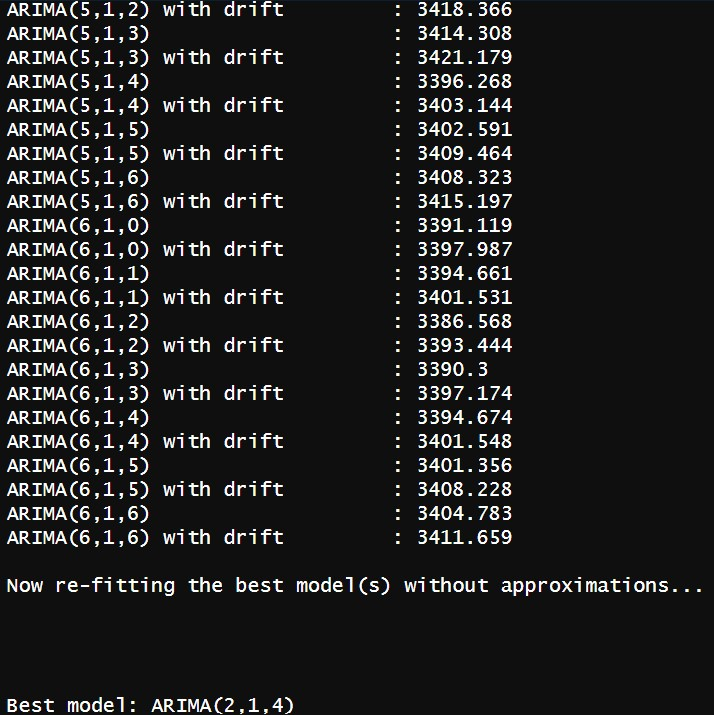 ARIMA(5,1,2) with drift : 3418.366
ARIMA(5,1,3) : 3414.308
ARIMA(5,1,3) with drift : 3421.179
ARIMA(5,1,4) : 3396.268
ARIMA(5,1,4) with drift : 3403.144
ARIMA(5,1,5) : 3402.591
ARIMA(5,1,5) with drift : 3409.464
ARIMA(5,1,6) : 3408.323
ARIMA(5,1,6) with drift : 3415.197
ARIMA(6,1,0) : 3391.119
ARIMA(6,1,0) with drift : 3397.987
ARIMA(6,1,1) : 3394.661
ARIMA(6,1,1) with drift : 3401.531
ARIMA(6,1,2) : 3386.568
ARIMA(6,1,2) with drift : 3393.444
ARIMA(6,1,3) : 3390.3
ARIMA(6,1,3) with drift : 3397.174
ARIMA(6,1,4) : 3394.674
ARIMA(6,1,4) with drift : 3401.548
ARIMA(6,1,5) : 3401.356
ARIMA(6,1,5) with drift : 3408.228
ARIMA(6,1,6) : 3404.783
ARIMA(6,1,6) with drift : 3411.659
Now re-fitting the best model(s) without approximations...
Best model: ARIMA(2,1,4)